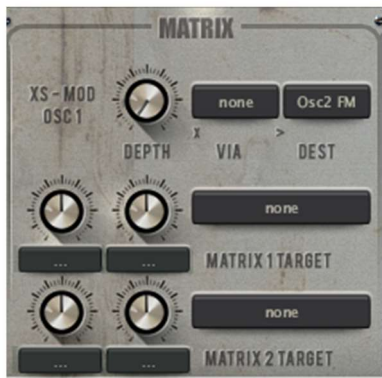 MATRIX
XS-MOD
OSC 1
none
Osc2 FM
x
>
DEPTH
VIA
DEST
none
...
...
MATRIX 1 TARGET
none
...
...
MATRIX 2 TARGET